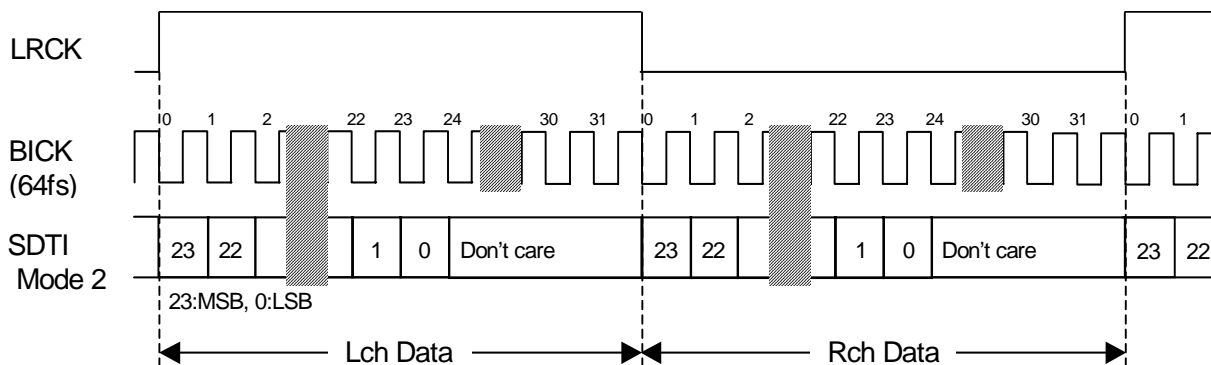 LRCK
0 1 2 22 23 24 30 31 0 1 2 22 23 24 30 31 0 1
BICK
(64fs)
SDTI
Mode 2
23 22 1 0 Don't care 23 22 1 0 Don't care 23 22
23:MSB, 0:LSB
Lch Data Rch Data